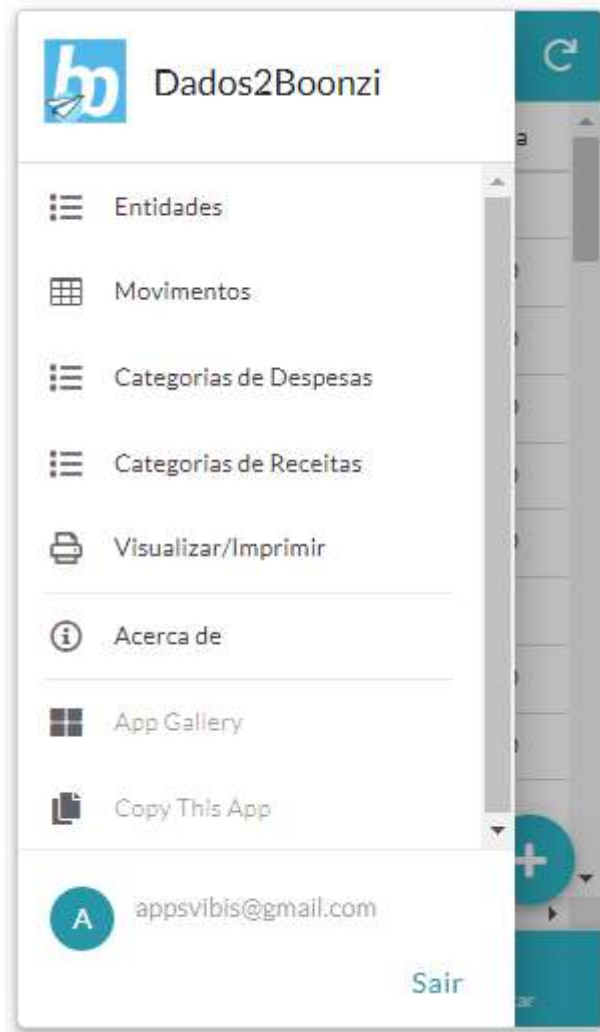 Dados2Boonzi
Entidades
Movimentos
Categorias de Despesas
Categorias de Receitas
Visualizar/Imprimir
Acerca de
App Gallery
Copy This App
A
appsvibis@gmail.com
Sair